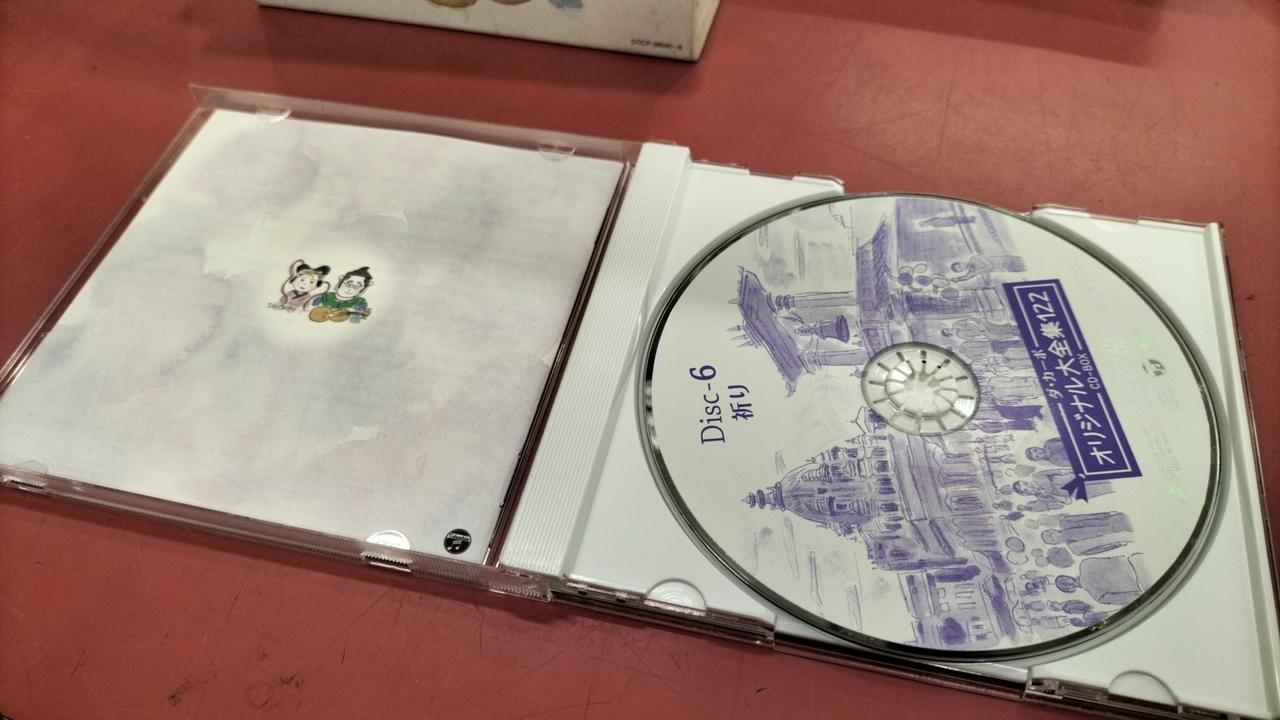 Disc-6
祈り
ダ・カーポ
オリジナル大全集122
CD-BOX